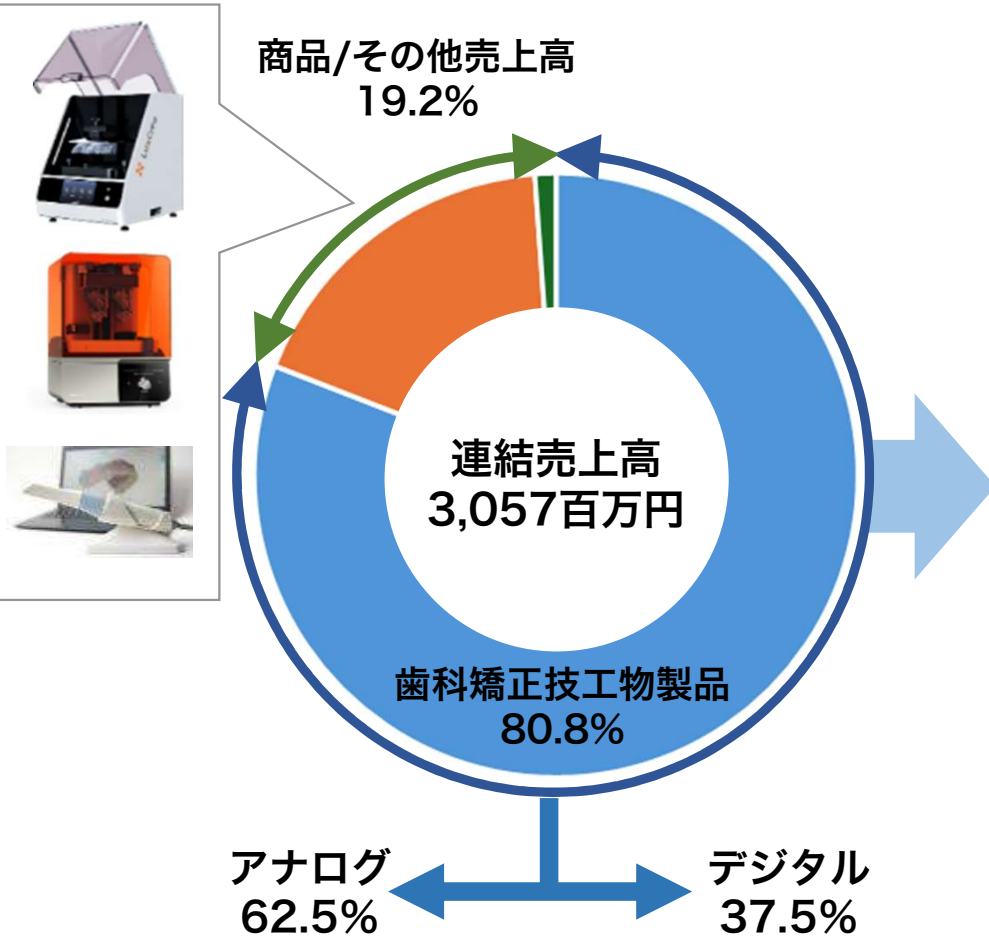 商品/その他売上高
19.2%
連結売上高
3,057百万円
歯科矯正技工物製品
80.8%
アナログ
62.5%
デジタル
37.5%